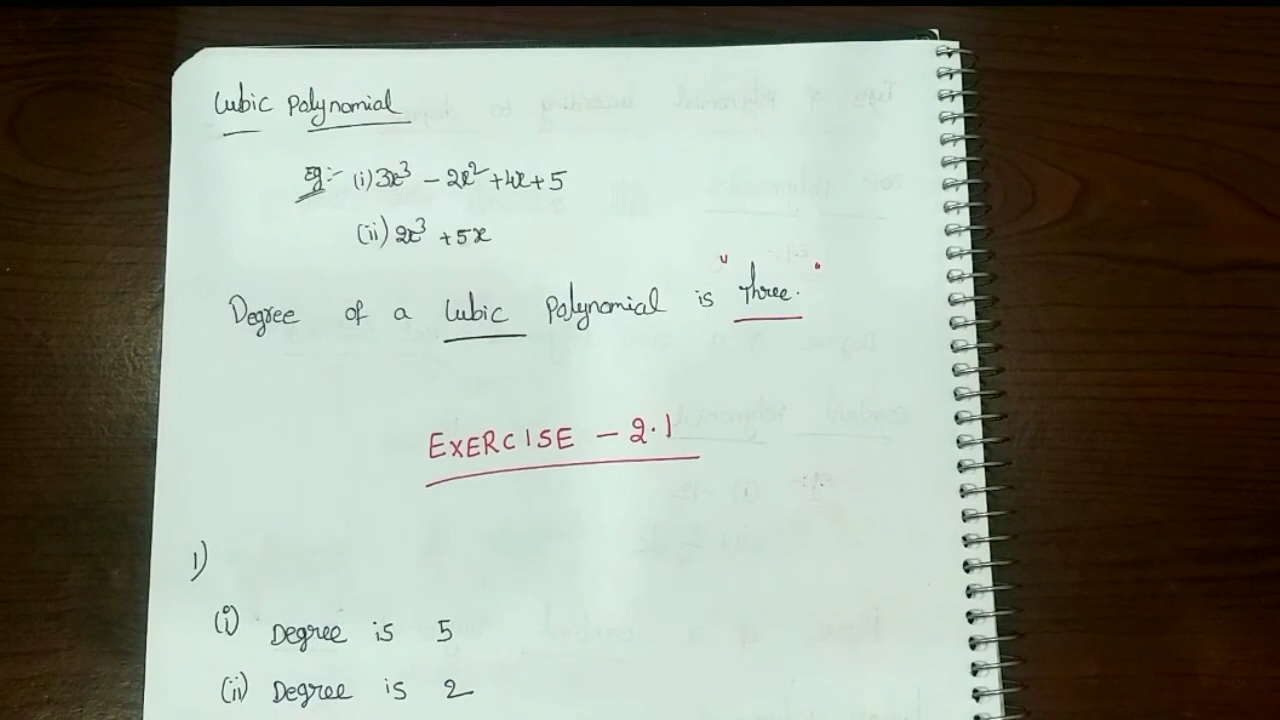 Cubic Polynomial
Eg:- (i) 3x³ - 2x² + 4x + 5
(ii) 2x³ + 5x
Degree of a Cubic Polynomial is "Three."
EXERCISE - 2.1
1)
(i) Degree is 5
(ii) Degree is 2